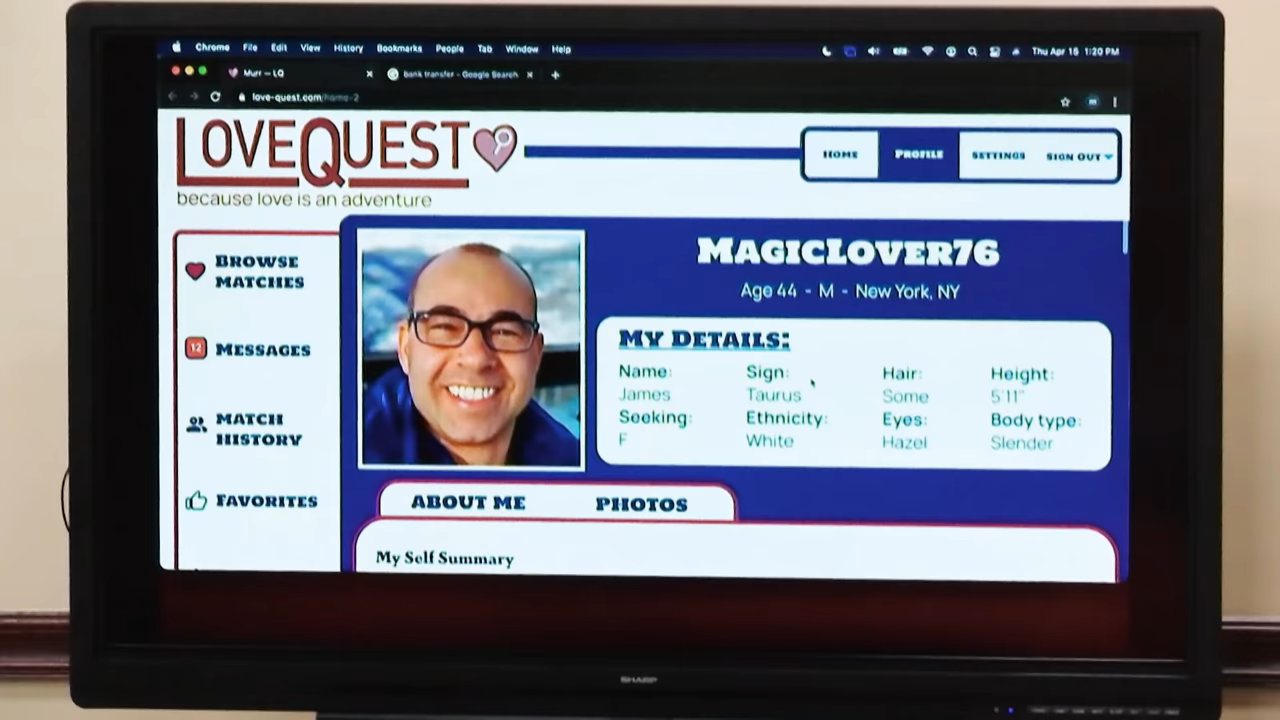 Chrome File Edit View History Bookmarks People Tab Window Help Thu Apr 15 1:20 PM
Murr — LQ bank transfer - Google Search
love-quest.com/home-2
LOVEQUEST
because love is an adventure
HOME PROFILE SETTINGS SIGN OUT
BROWSE MATCHES
12 MESSAGES
MATCH HISTORY
FAVORITES
MAGICLOVER76
Age 44 - M - New York, NY
MY DETAILS:
Name: Sign: Hair: Height:
James Taurus Some 5'11"
Seeking: Ethnicity: Eyes: Body type:
F White Hazel Slender
ABOUT ME PHOTOS
My Self Summary
SHARP